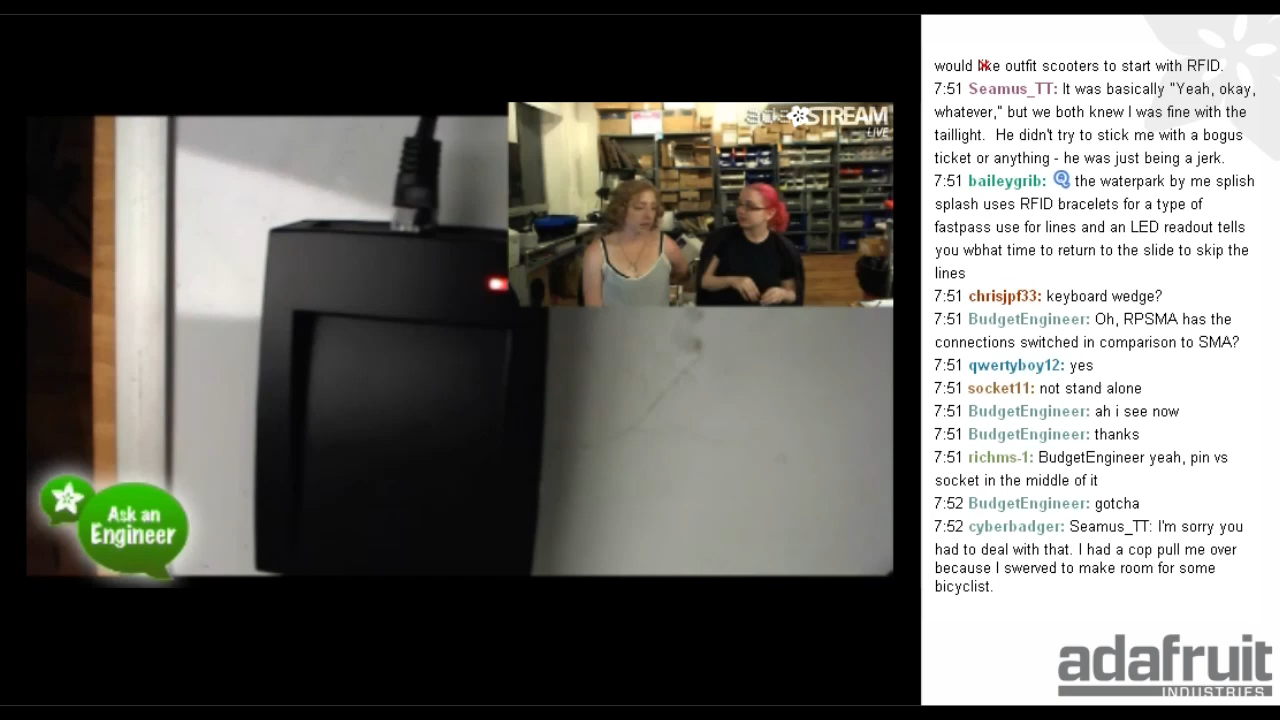 would like outfit scooters to start with RFID.
7:51 Seamus_TT: It was basically "Yeah, okay,
whatever," but we both knew I was fine with the
taillight. He didn't try to stick me with a bogus
ticket or anything - he was just being a jerk.
7:51 baileygrib: the waterpark by me splish
splash uses RFID bracelets for a type of
fastpass use for lines and an LED readout tells
you wbhat time to return to the slide to skip the
lines
7:51 chrisjpf33: keyboard wedge?
7:51 BudgetEngineer: Oh, RPSMA has the
connections switched in comparison to SMA?
7:51 qwertyboy12: yes
7:51 socket11: not stand alone
7:51 BudgetEngineer: ah i see now
7:51 BudgetEngineer: thanks
7:51 richms-1: BudgetEngineer yeah, pin vs
socket in the middle of it
7:52 BudgetEngineer: gotcha
7:52 cyberbadger: Seamus_TT: I'm sorry you
had to deal with that. I had a cop pull me over
because I swerved to make room for some
bicyclist.
STREAM
LIVE
Ask an
Engineer
adafruit
INDUSTRIES